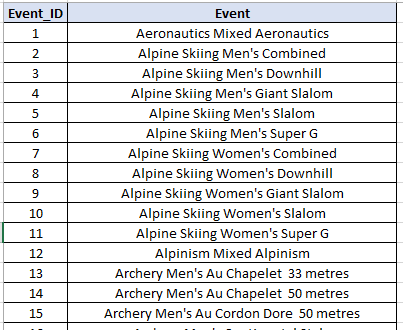 Event_ID Event
1 Aeronautics Mixed Aeronautics
2 Alpine Skiing Men's Combined
3 Alpine Skiing Men's Downhill
4 Alpine Skiing Men's Giant Slalom
5 Alpine Skiing Men's Slalom
6 Alpine Skiing Men's Super G
7 Alpine Skiing Women's Combined
8 Alpine Skiing Women's Downhill
9 Alpine Skiing Women's Giant Slalom
10 Alpine Skiing Women's Slalom
11 Alpine Skiing Women's Super G
12 Alpinism Mixed Alpinism
13 Archery Men's Au Chapelet 33 metres
14 Archery Men's Au Chapelet 50 metres
15 Archery Men's Au Cordon Dore 50 metres